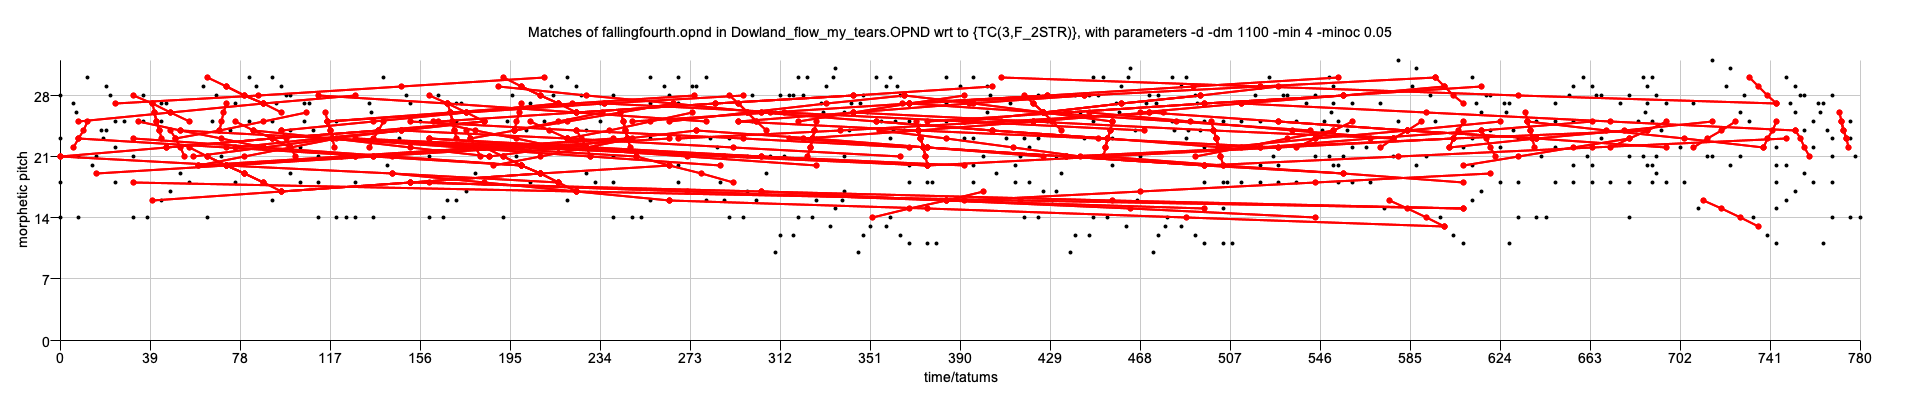 Matches of fallingfourth.opnd in Dowland_flow_my_tears.OPND wrt to {TC(3,F_2STR)}, with parameters -d -dm 1100 -min 4 -minoc 0.05
morphetic pitch
28
21
14
7
0
0 39 78 117 156 195 234 273 312 351 390 429 468 507 546 585 624 663 702 741 780
time/tatums